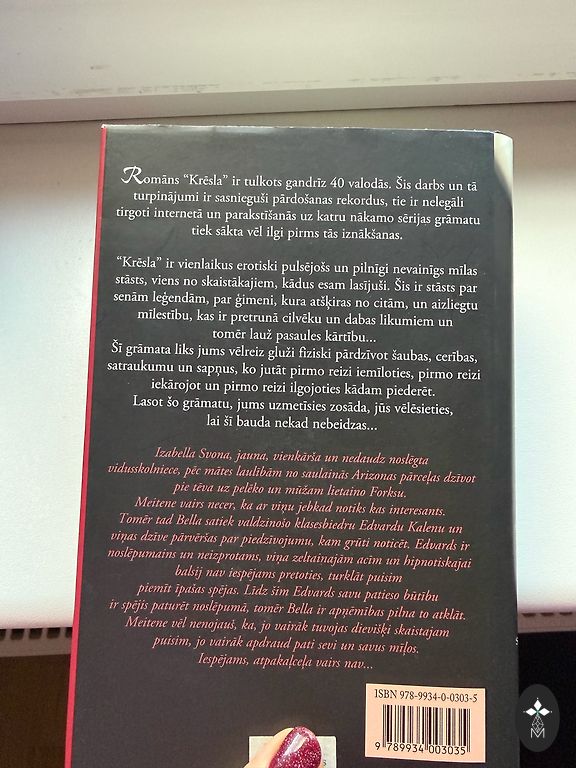 Romāns “Krēsla” ir tulkots gandrīz 40 valodās. Šis darbs un tā
turpinājumi ir sasnieguši pārdošanas rekordus, tie ir nelegāli
tirgoti internetā un parakstīšanās uz katru nākamo sērijas grāmatu
tiek sākta vēl ilgi pirms tās iznākšanas.
“Krēsla” ir vienlaikus erotiski pulsējošs un pilnīgi nevainīgs mīlas
stāsts, viens no skaistākajiem, kādus esam lasījuši. Šis ir stāsts par
senām leģendām, par ģimeni, kura atšķiras no citām, un aizliegtu
mīlestību, kas ir pretrunā cilvēku un dabas likumiem un
tomēr lauž pasaules kārtību...
Šī grāmata liks jums vēlreiz gluži fiziski pārdzīvot šaubas, cerības,
satraukumu un sapņus, ko jutāt pirmo reizi iemīloties, pirmo reizi
iekārojot un pirmo reizi ilgojoties kādam piederēt.
Lasot šo grāmatu, jums uzmetīsies zosāda, jūs vēlēsieties,
lai šī bauda nekad nebeidzas...
Izabella Svona, jauna, vienkārša un nedaudz noslēgta
vidusskolniece, pēc mātes laulībām no saulainās Arizonas pārceļas dzīvot
pie tēva uz pelēko un mūžam lietaino Forksu.
Meitene vairs necer, ka ar viņu jebkad notiks kas interesants.
Tomēr tad Bella satiek valdzinošo klasesbiedru Edvardu Kalenu un
viņas dzīve pārvēršas par piedzīvojumu, kam grūti noticēt. Edvards ir
noslēpumains un neizprotams, viņa zeltainajām acīm un hipnotiskajai
balsij nav iespējams pretoties, turklāt puisim
piemīt īpašas spējas. Līdz šim Edvards savu patieso būtību
ir spējis paturēt noslēpumā, tomēr Bella ir apņēmības pilna to atklāt.
Meitene vēl nenojauš, ka, jo vairāk tuvojas dievišķi skaistajam
puisim, jo vairāk apdraud pati sevi un savus mīļos.
Iespējams, atpakaļceļa vairs nav...
ISBN 978-9934-0-0303-5
9 789934 003035
M